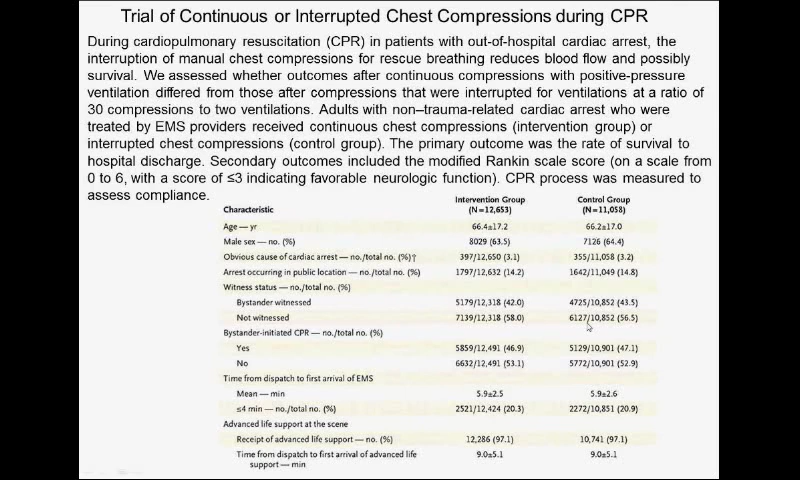 Trial of Continuous or Interrupted Chest Compressions during CPR
During cardiopulmonary resuscitation (CPR) in patients with out-of-hospital cardiac arrest, the
interruption of manual chest compressions for rescue breathing reduces blood flow and possibly
survival. We assessed whether outcomes after continuous compressions with positive-pressure
ventilation differed from those after compressions that were interrupted for ventilations at a ratio of
30 compressions to two ventilations. Adults with non–trauma-related cardiac arrest who were
treated by EMS providers received continuous chest compressions (intervention group) or
interrupted chest compressions (control group). The primary outcome was the rate of survival to
hospital discharge. Secondary outcomes included the modified Rankin scale score (on a scale from
0 to 6, with a score of ≤3 indicating favorable neurologic function). CPR process was measured to
assess compliance.
Intervention Group Control Group
Characteristic (N=12,653) (N=11,058)
Age — yr 66.4±17.2 66.2±17.0
Male sex — no. (%) 8029 (63.5) 7126 (64.4)
Obvious cause of cardiac arrest — no./total no. (%)† 397/12,650 (3.1) 355/11,058 (3.2)
Arrest occurring in public location — no./total no. (%) 1797/12,632 (14.2) 1642/11,049 (14.8)
Witness status — no./total no. (%)
Bystander witnessed 5179/12,318 (42.0) 4725/10,852 (43.5)
Not witnessed 7139/12,318 (58.0) 6127/10,852 (56.5)
Bystander-initiated CPR — no./total no. (%)
Yes 5859/12,491 (46.9) 5129/10,901 (47.1)
No 6632/12,491 (53.1) 5772/10,901 (52.9)
Time from dispatch to first arrival of EMS
Mean — min 5.9±2.5 5.9±2.6
≤4 min — no./total no. (%) 2521/12,424 (20.3) 2272/10,851 (20.9)
Advanced life support at the scene
Receipt of advanced life support — no. (%) 12,286 (97.1) 10,741 (97.1)
Time from dispatch to first arrival of advanced life 9.0±5.1 9.0±5.1
support — min